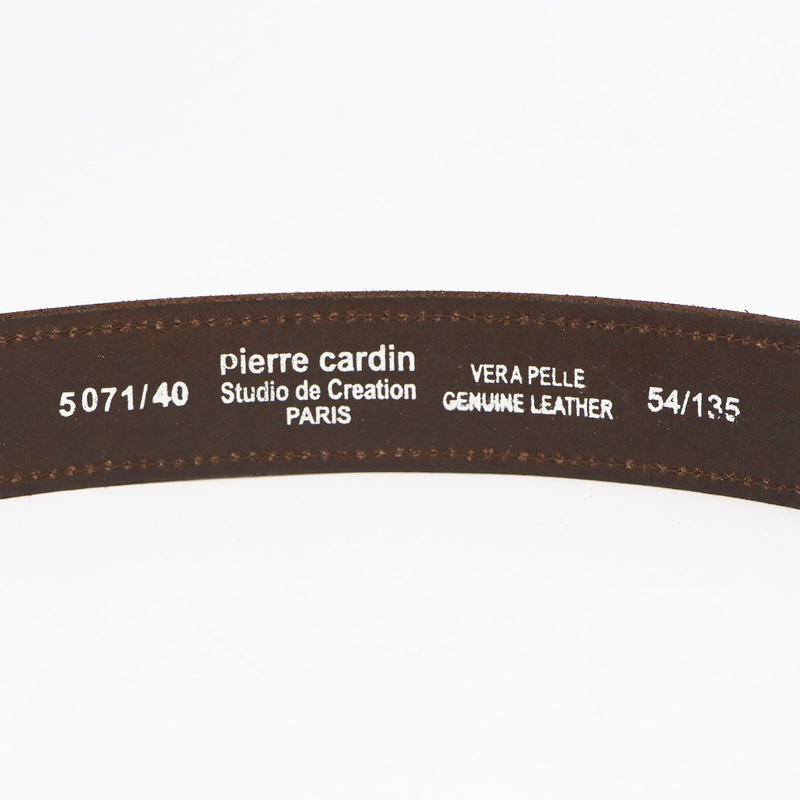 5071/40
pierre cardin
Studio de Creation
PARIS
VERA PELLE
GENUINE LEATHER
54/135